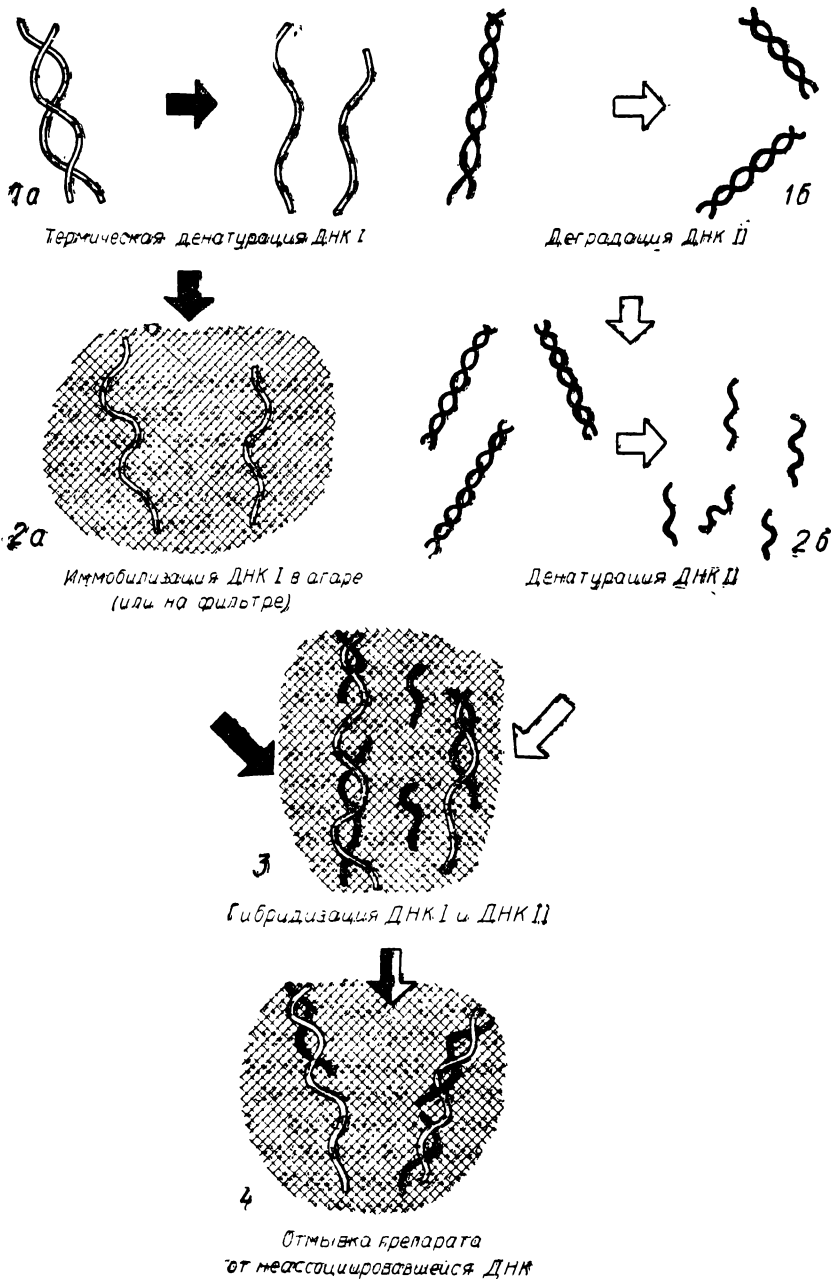 1а
1б
Термическая денатурация ДНК I
Деградация ДНК II
2а
2б
Иммобилизация ДНК I в агаре
(или на фильтре)
Денатурация ДНК II
3
Гибридизация ДНК I и ДНК II
4
Отмывка препарата
от неассоциировавшейся ДНК